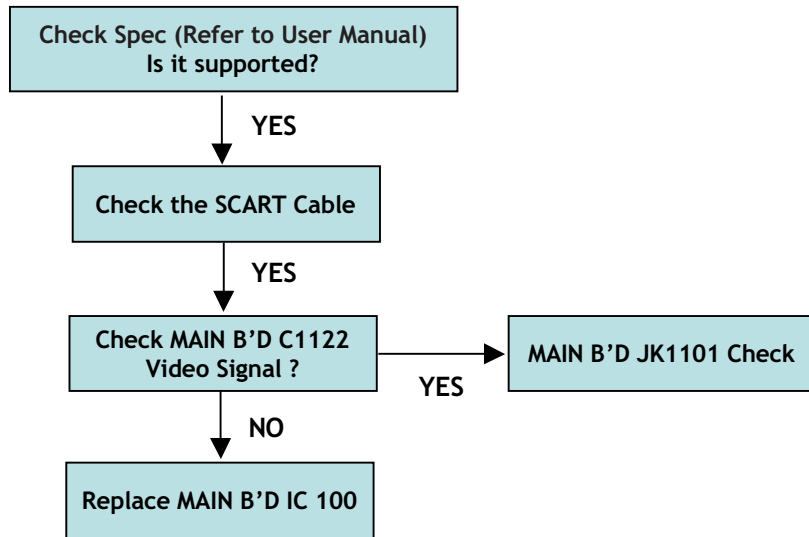 Check Spec (Refer to User Manual)
Is it supported?
YES
Check the SCART Cable
YES
Check MAIN B’D C1122
Video Signal ?
YES
MAIN B’D JK1101 Check
NO
Replace MAIN B’D IC 100